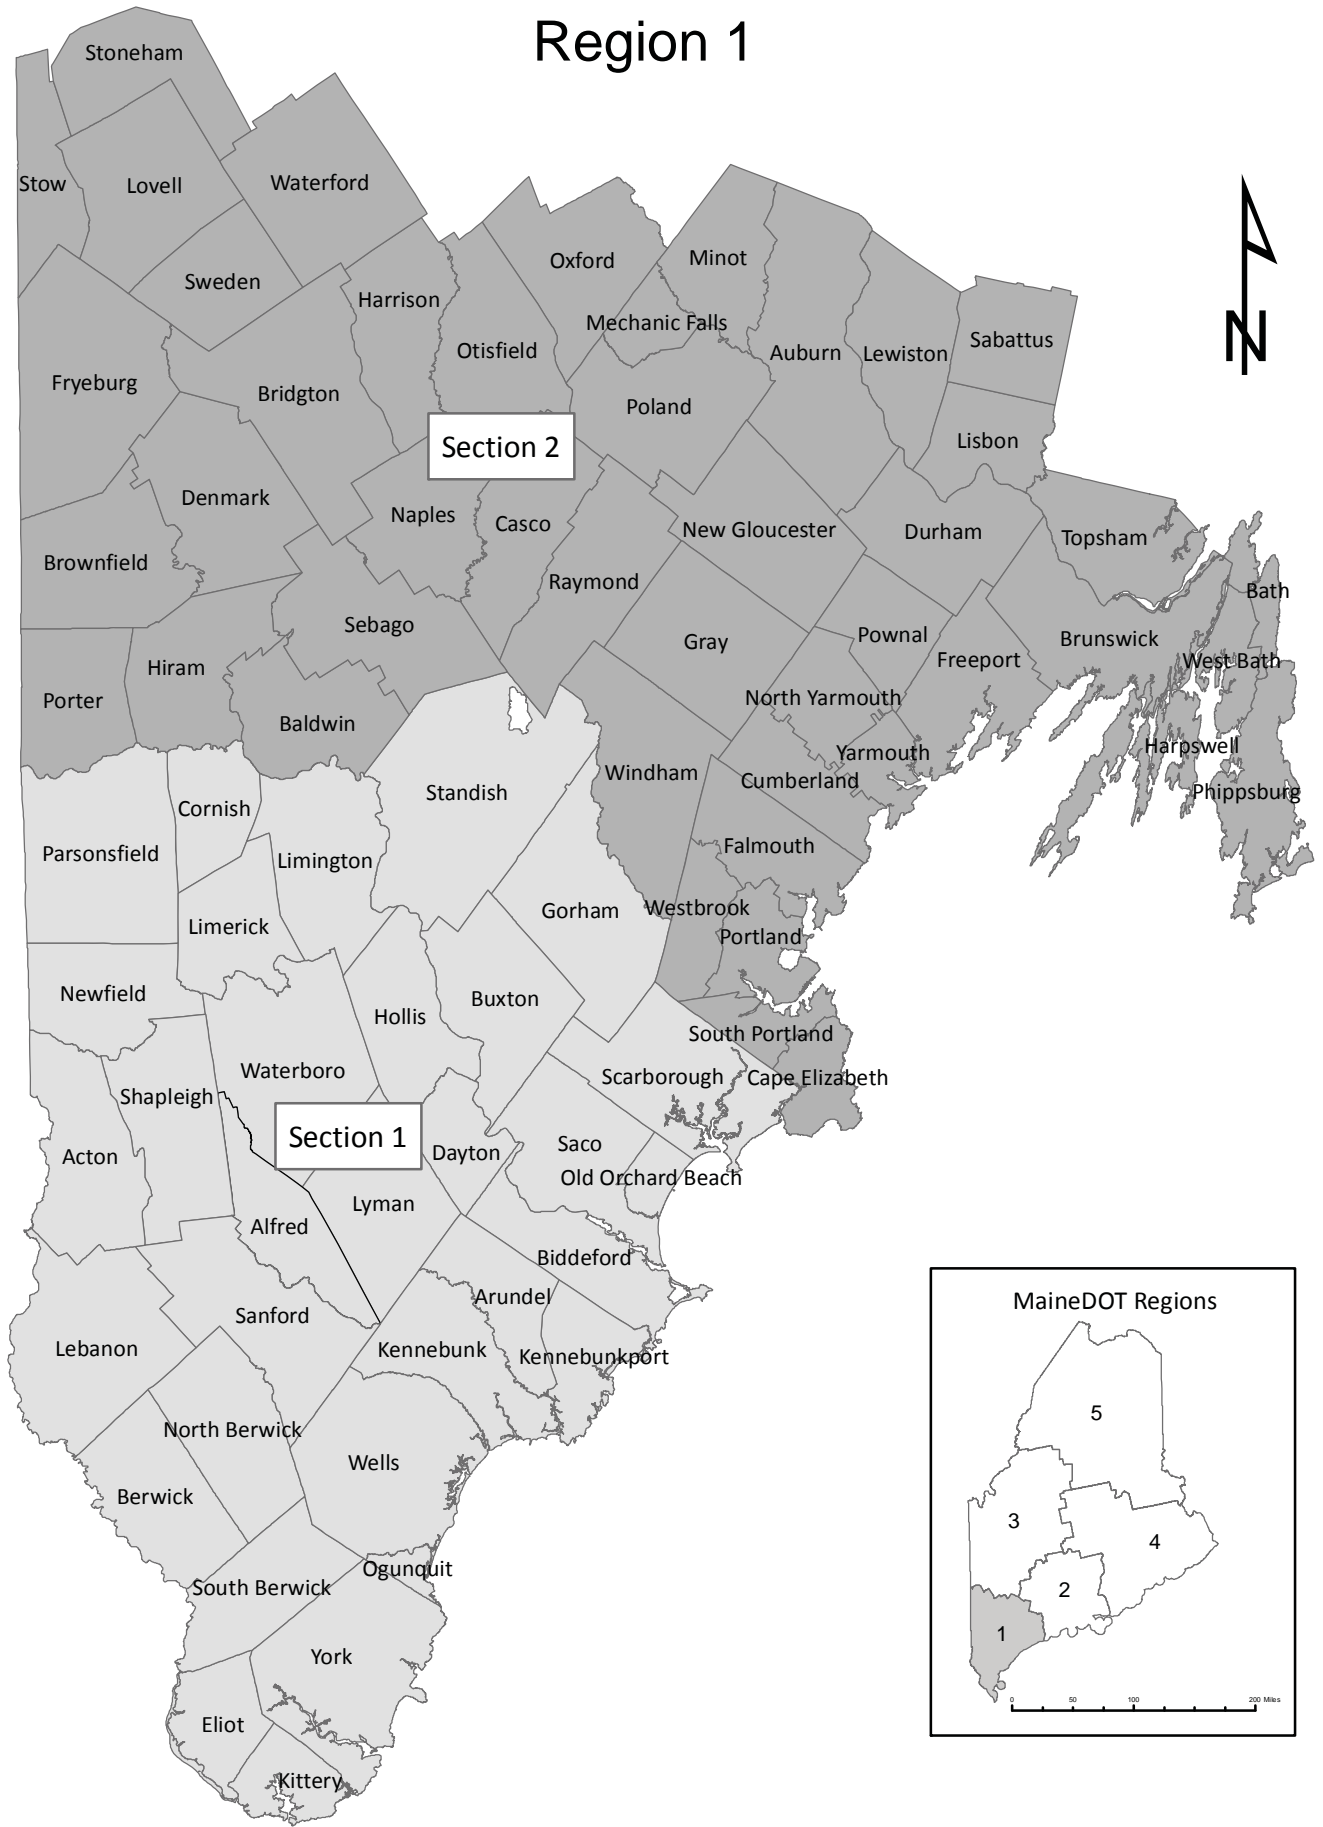 Region 1
Stoneham
Stow
Lovell
Waterford
Sweden
Oxford
Minot
Harrison
Mechanic Falls
Sabattus
Otisfield
Auburn
Lewiston
Fryeburg
Bridgton
Poland
Section 2
Lisbon
Denmark
Naples
Casco
New Gloucester
Durham
Topsham
Brownfield
Raymond
Bath
Sebago
Gray
Pownal
Brunswick
Hiram
Freeport
West Bath
Porter
North Yarmouth
Baldwin
Harpswell
Yarmouth
Windham
Cumberland
Standish
Phippsburg
Cornish
Parsonsfield
Limington
Falmouth
Gorham
Westbrook
Limerick
Portland
Newfield
Buxton
Hollis
South Portland
Waterboro
Scarborough
Cape Elizabeth
Shapleigh
Section 1
Saco
Acton
Dayton
Old Orchard Beach
Lyman
Alfred
Biddeford
Arundel
Sanford
Lebanon
Kennebunk
Kennebunkport
North Berwick
Wells
Berwick
Ogunquit
South Berwick
York
Eliot
Kittery
N
MaineDOT Regions
5
3
4
2
1
0 50 100 200 Miles